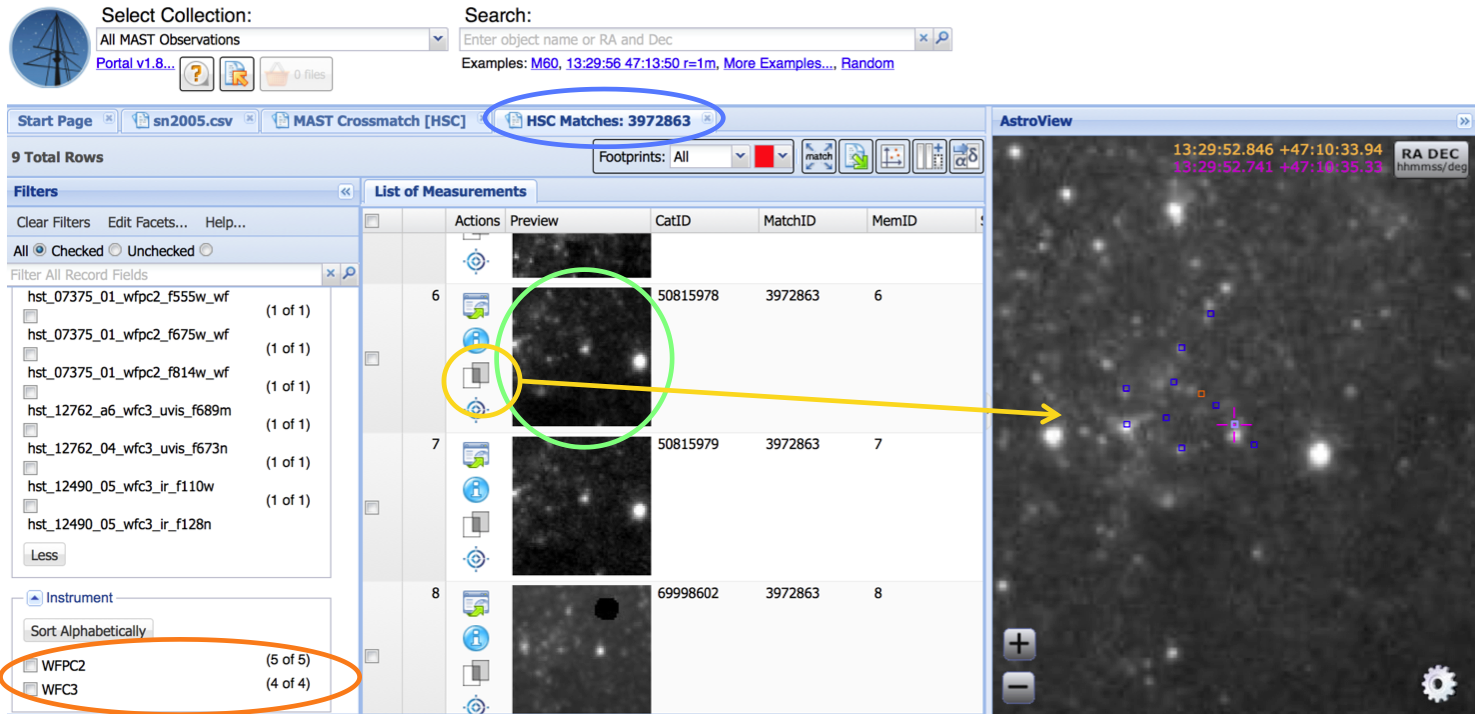 Select Collection:
Search:
All MAST Observations
Enter object name or RA and Dec
Portal v1.8...
0 files
Examples: M60, 13:29:56 47:13:50 r=1m, More Examples..., Random
Start Page
sn2005.csv
MAST Crossmatch [HSC]
HSC Matches: 3972863
AstroView
9 Total Rows
Footprints: All
match
αδ
13:29:52.846 +47:10:33.94
13:29:52.741 +47:10:35.33
RA DEC
hhmmss/deg
Filters
List of Measurements
Clear Filters Edit Facets... Help...
Actions Preview CatID MatchID MemID
All Checked Unchecked
Filter All Record Fields
hst_07375_01_wfpc2_f555w_wf
(1 of 1)
hst_07375_01_wfpc2_f675w_wf
(1 of 1)
hst_07375_01_wfpc2_f814w_wf
(1 of 1)
hst_12762_a6_wfc3_uvis_f689m
(1 of 1)
hst_12762_04_wfc3_uvis_f673n
(1 of 1)
hst_12490_05_wfc3_ir_f110w
(1 of 1)
hst_12490_05_wfc3_ir_f128n
Less
Instrument
Sort Alphabetically
WFPC2 (5 of 5)
WFC3 (4 of 4)
6 50815978 3972863 6
7 50815979 3972863 7
8 69998602 3972863 8